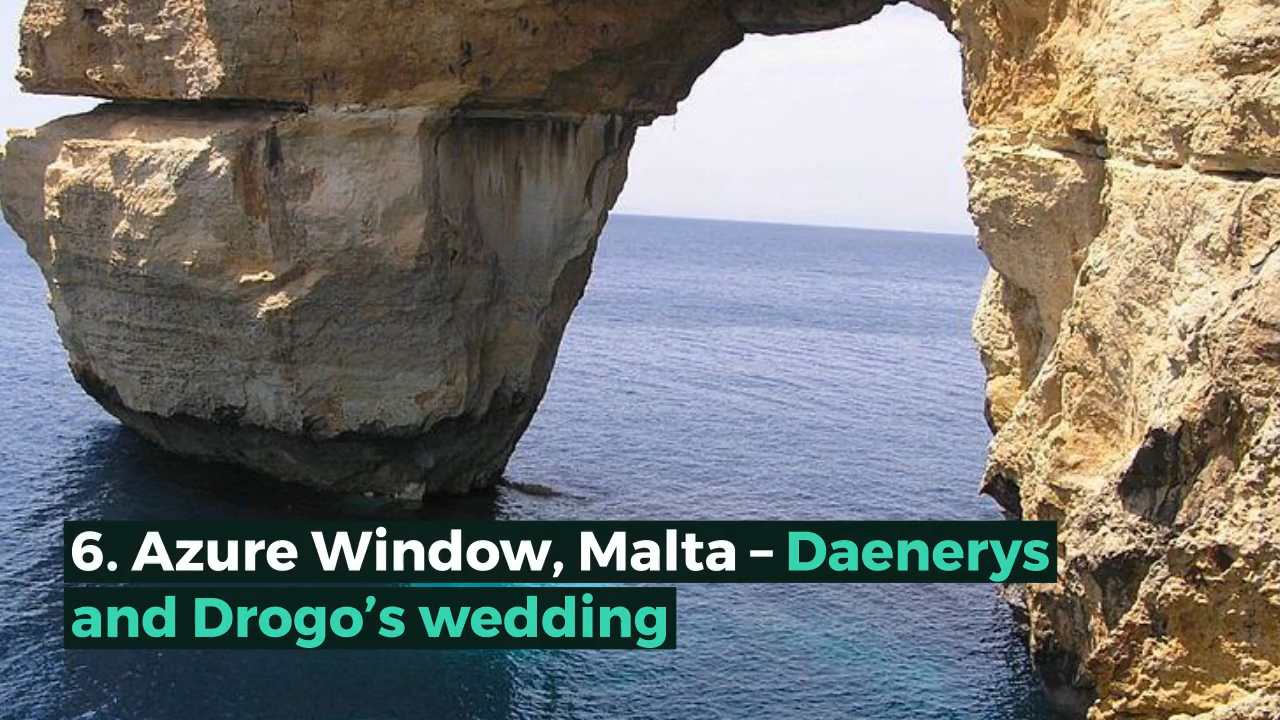 6. Azure Window, Malta – Daenerys
and Drogo’s wedding